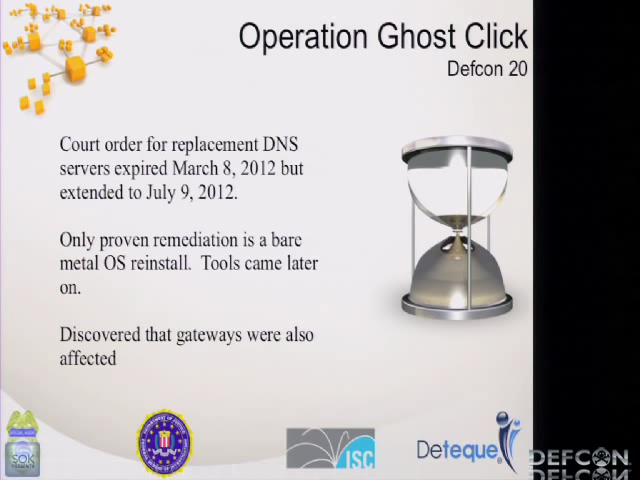 Operation Ghost Click
Defcon 20
Court order for replacement DNS
servers expired March 8, 2012 but
extended to July 9, 2012.
Only proven remediation is a bare
metal OS reinstall. Tools came later
on.
Discovered that gateways were also
affected
SOK
ISC
Deteque
DEFCON